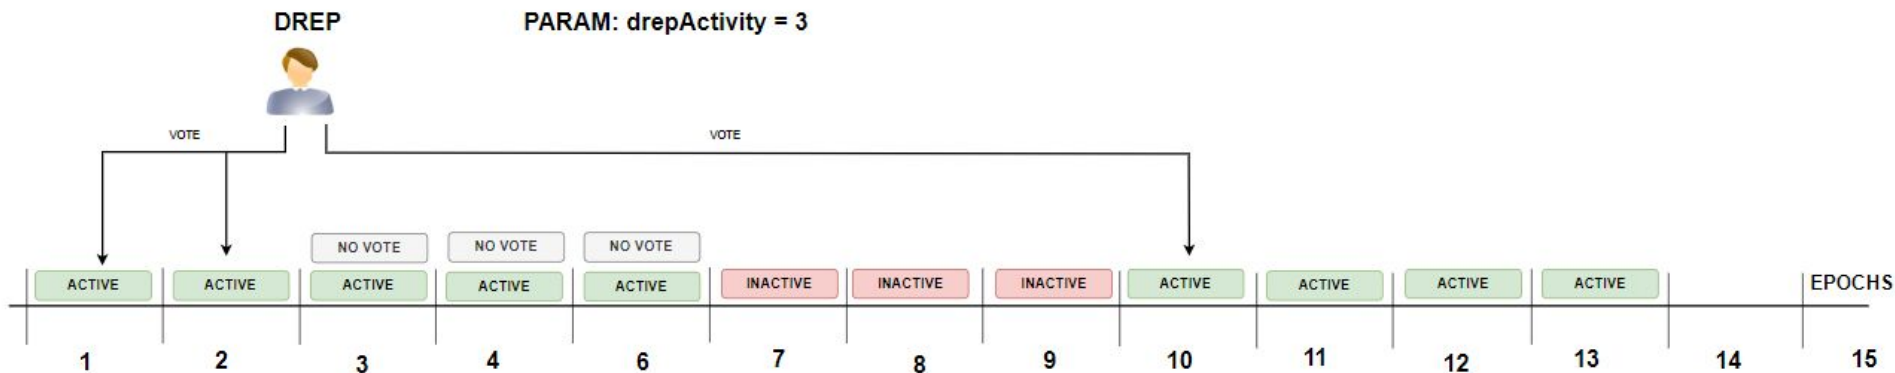 DREP PARAM: drepActivity = 3
VOTE VOTE
NO VOTE NO VOTE NO VOTE
ACTIVE ACTIVE ACTIVE ACTIVE ACTIVE INACTIVE INACTIVE INACTIVE ACTIVE ACTIVE ACTIVE ACTIVE EPOCHS
1 2 3 4 6 7 8 9 10 11 12 13 14 15